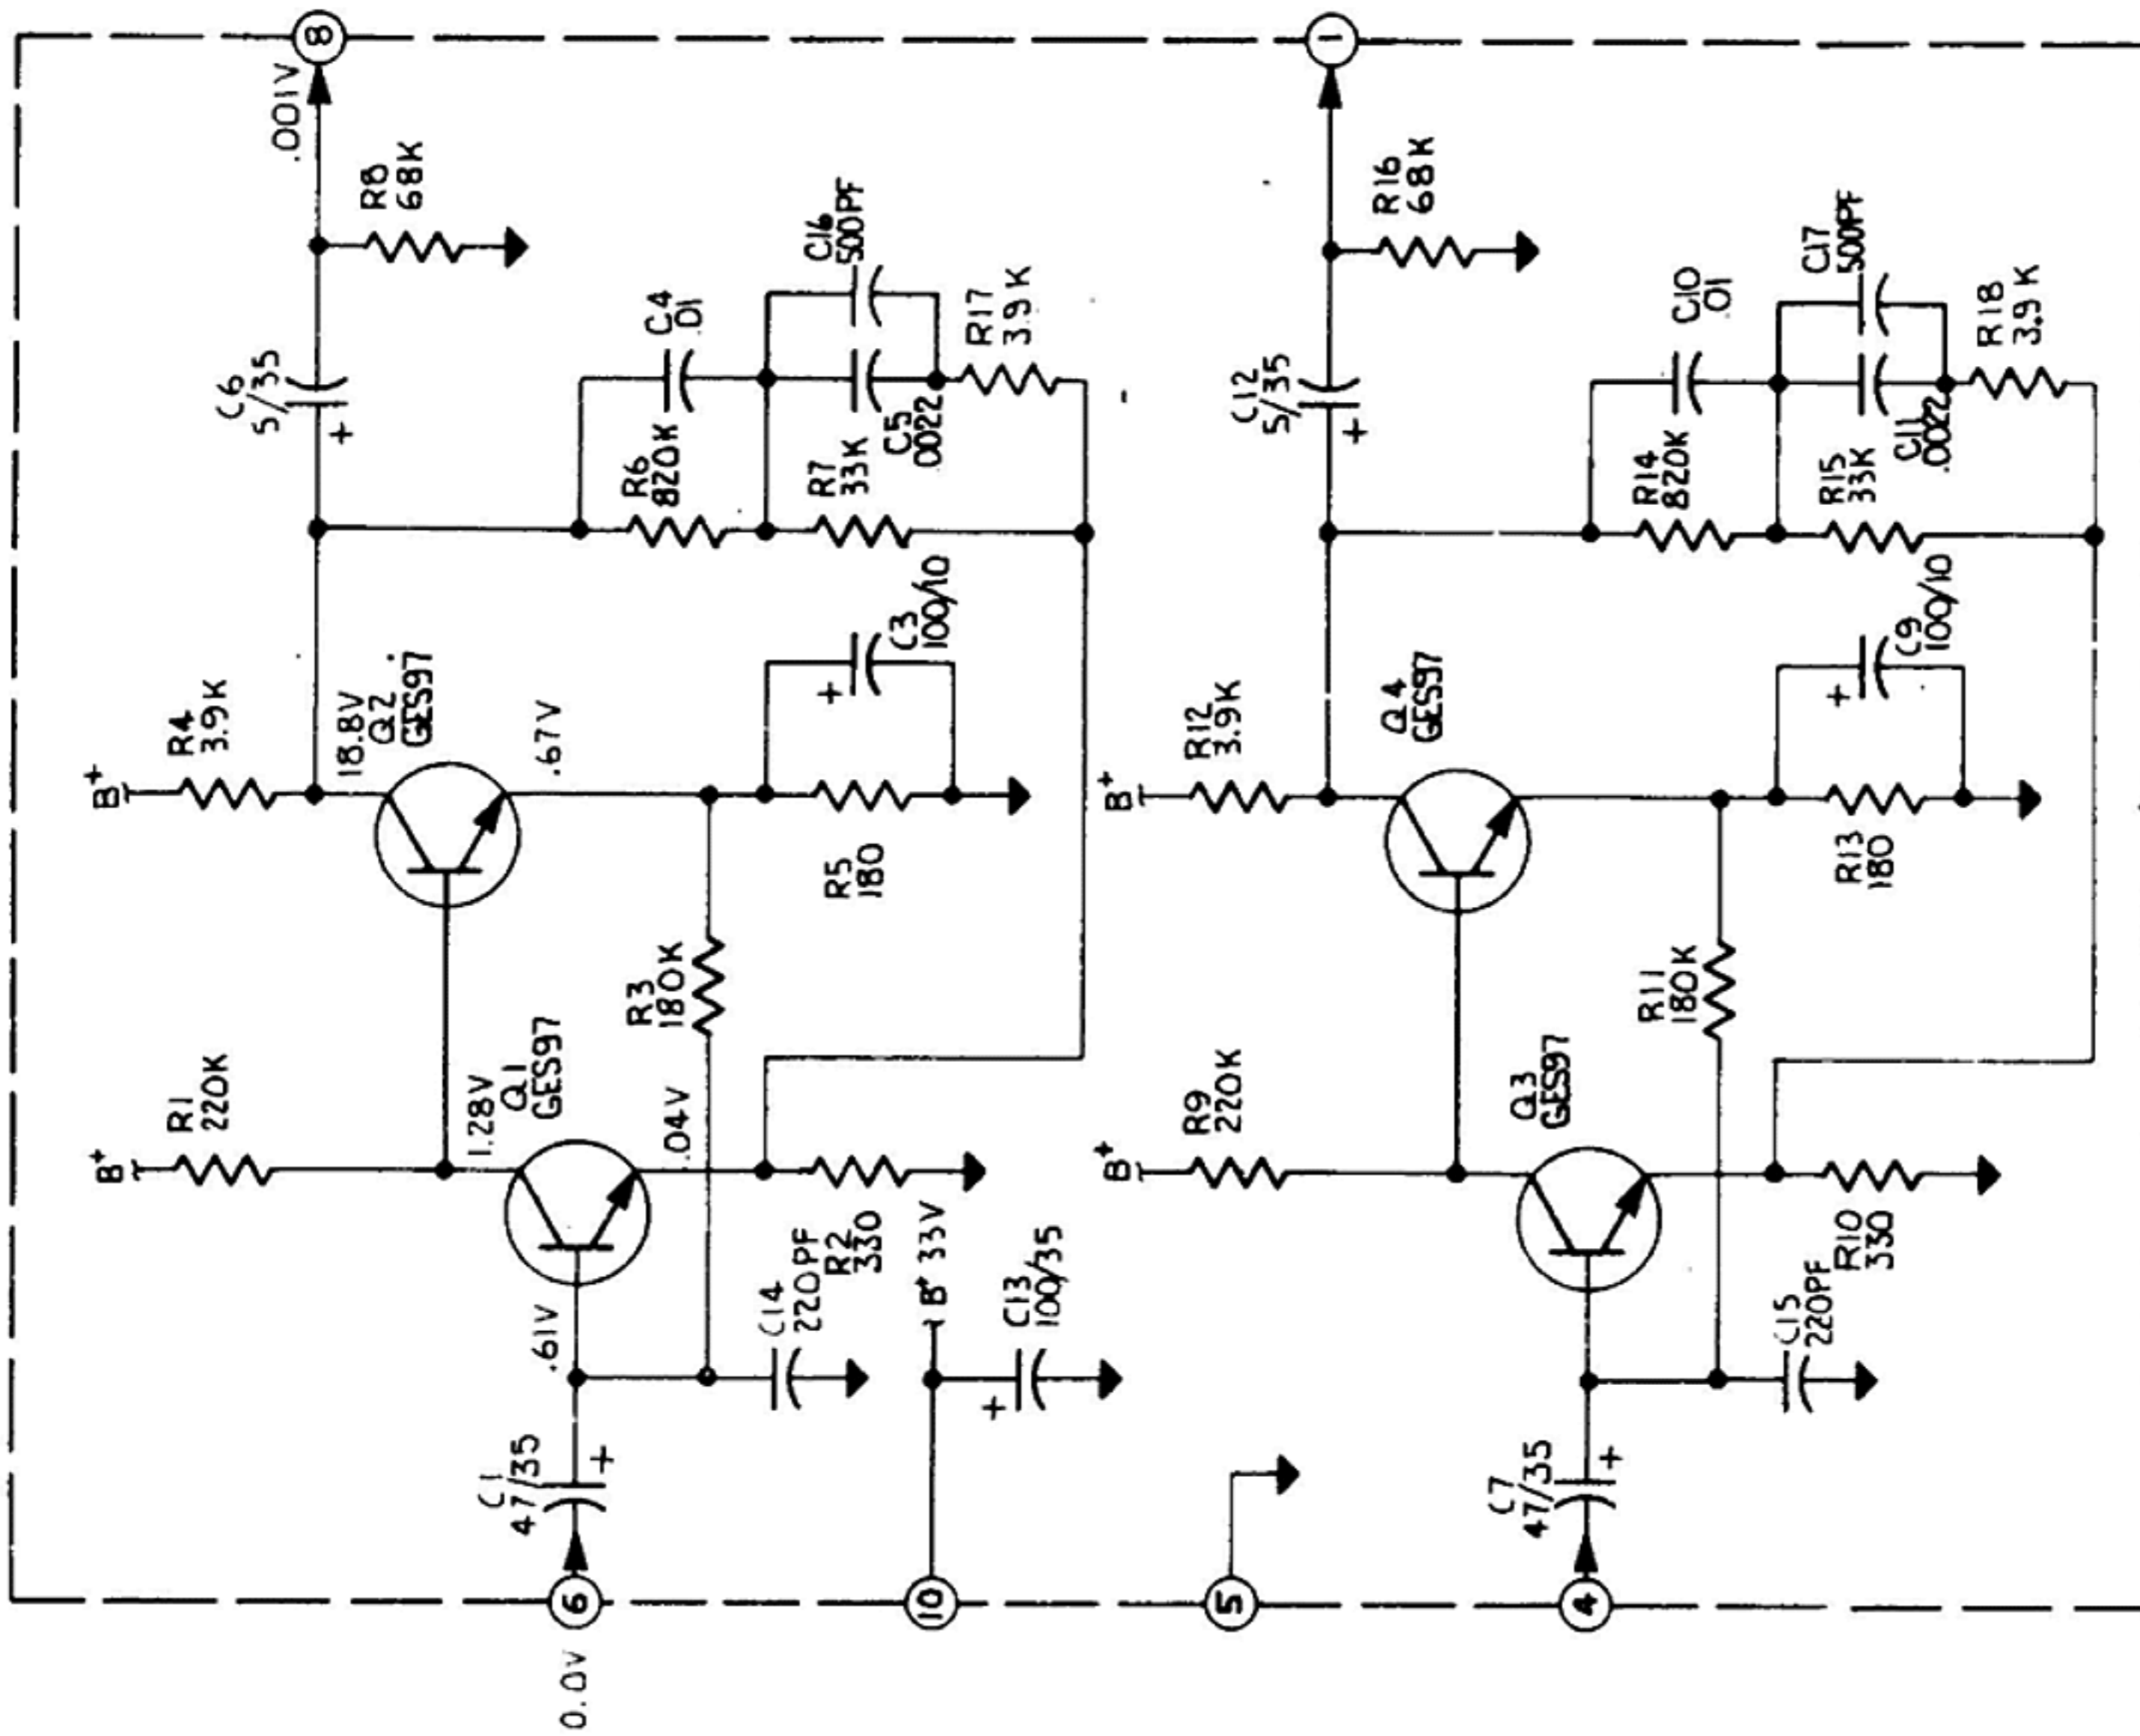 8
.001V
R8
68K
C6
5/35
+
C4
.01
C16
500PF
R17
3.9K
R6
820K
R7
33K
C5
.0022
B+
R4
3.9K
18.8V
Q2
GES97
.67V
C3
100/10
+
R5
180
R3
180K
B+
R1
220K
1.28V
Q1
GES97
.04V
R2
330
.61V
C14
220PF
B+ 33V
C13
100/35
+
C1
47/35
+
6
0.0V
10
5
1
R16
68K
C12
5/35
+
C10
.01
C17
500PF
R18
3.9K
R14
820K
R15
33K
C11
.0022
B+
R12
3.9K
Q4
GES97
C9
100/10
+
R13
180
R11
180K
B+
R9
220K
Q3
GES97
R10
330
C15
220PF
C7
47/35
+
4